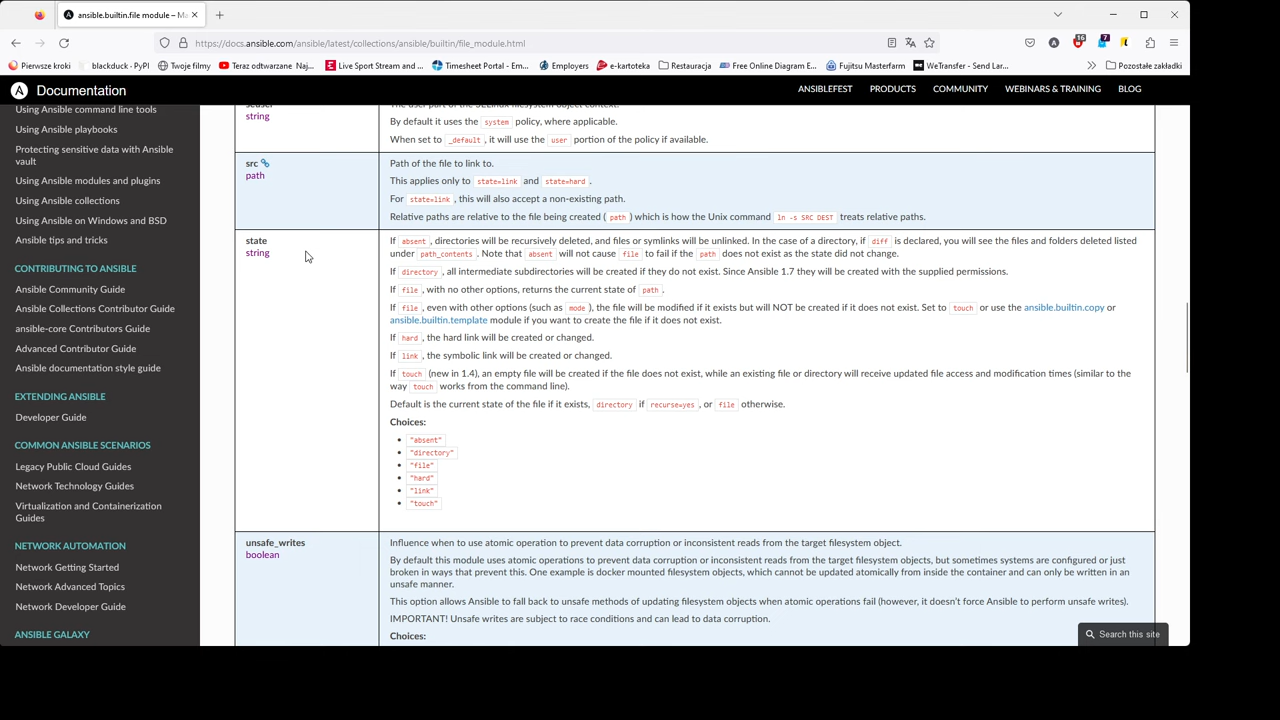 ansible.builtin.file module – Ma
https://docs.ansible.com/ansible/latest/collections/ansible/builtin/file_module.html
16
7
Pierwsze kroki
blackduck · PyPI
Twoje filmy
Teraz odtwarzane Naj...
Live Sport Stream and ...
Timesheet Portal - Em...
Employers
e-kartoteka
Restauracja
Free Online Diagram E...
Fujitsu Masterfarm
WeTransfer - Send Lar...
Pozostałe zakładki
Documentation
ANSIBLEFEST
PRODUCTS
COMMUNITY
WEBINARS & TRAINING
BLOG
Using Ansible command line tools
Using Ansible playbooks
Protecting sensitive data with Ansible
vault
Using Ansible modules and plugins
Using Ansible collections
Using Ansible on Windows and BSD
Ansible tips and tricks
CONTRIBUTING TO ANSIBLE
Ansible Community Guide
Ansible Collections Contributor Guide
ansible-core Contributors Guide
Advanced Contributor Guide
Ansible documentation style guide
EXTENDING ANSIBLE
Developer Guide
COMMON ANSIBLE SCENARIOS
Legacy Public Cloud Guides
Network Technology Guides
Virtualization and Containerization
Guides
NETWORK AUTOMATION
Network Getting Started
Network Advanced Topics
Network Developer Guide
ANSIBLE GALAXY
seuser
string
The user part of the SELinux filesystem object context.
By default it uses the system policy, where applicable.
When set to _default, it will use the user portion of the policy if available.
src
path
Path of the file to link to.
This applies only to state=link and state=hard.
For state=link, this will also accept a non-existing path.
Relative paths are relative to the file being created (path) which is how the Unix command ln -s SRC DEST treats relative paths.
state
string
If absent, directories will be recursively deleted, and files or symlinks will be unlinked. In the case of a directory, if diff is declared, you will see the files and folders deleted listed
under path_contents. Note that absent will not cause file to fail if the path does not exist as the state did not change.
If directory, all intermediate subdirectories will be created if they do not exist. Since Ansible 1.7 they will be created with the supplied permissions.
If file, with no other options, returns the current state of path.
If file, even with other options (such as mode), the file will be modified if it exists but will NOT be created if it does not exist. Set to touch or use the ansible.builtin.copy or
ansible.builtin.template module if you want to create the file if it does not exist.
If hard, the hard link will be created or changed.
If link, the symbolic link will be created or changed.
If touch (new in 1.4), an empty file will be created if the file does not exist, while an existing file or directory will receive updated file access and modification times (similar to the
way touch works from the command line).
Default is the current state of the file if it exists, directory if recurse=yes, or file otherwise.
Choices:
"absent"
"directory"
"file"
"hard"
"link"
"touch"
unsafe_writes
boolean
Influence when to use atomic operation to prevent data corruption or inconsistent reads from the target filesystem object.
By default this module uses atomic operations to prevent data corruption or inconsistent reads from the target filesystem objects, but sometimes systems are configured or just
broken in ways that prevent this. One example is docker mounted filesystem objects, which cannot be updated atomically from inside the container and can only be written in an
unsafe manner.
This option allows Ansible to fall back to unsafe methods of updating filesystem objects when atomic operations fail (however, it doesn't force Ansible to perform unsafe writes).
IMPORTANT! Unsafe writes are subject to race conditions and can lead to data corruption.
Choices:
Search this site